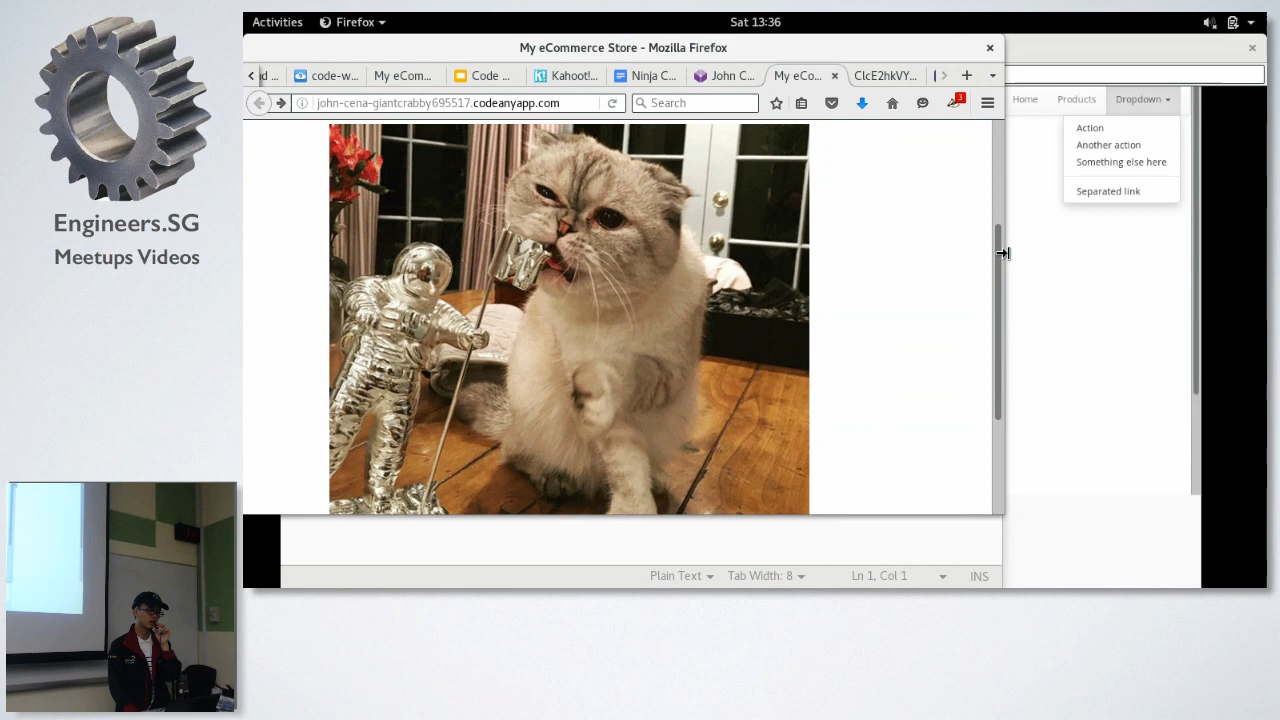 Engineers.SG
Meetups Videos
Activities
Firefox
Sat 13:36
My eCommerce Store - Mozilla Firefox
d ...
code-w...
My eCom...
Code ...
Kahoot!...
Ninja C...
John C...
My eCo...
ClcE2hkVY...
john-cena-giantcrabby695517.codeanyapp.com
Search
3
Home
Products
Dropdown
Action
Another action
Something else here
Separated link
Plain Text
Tab Width: 8
Ln 1, Col 1
INS